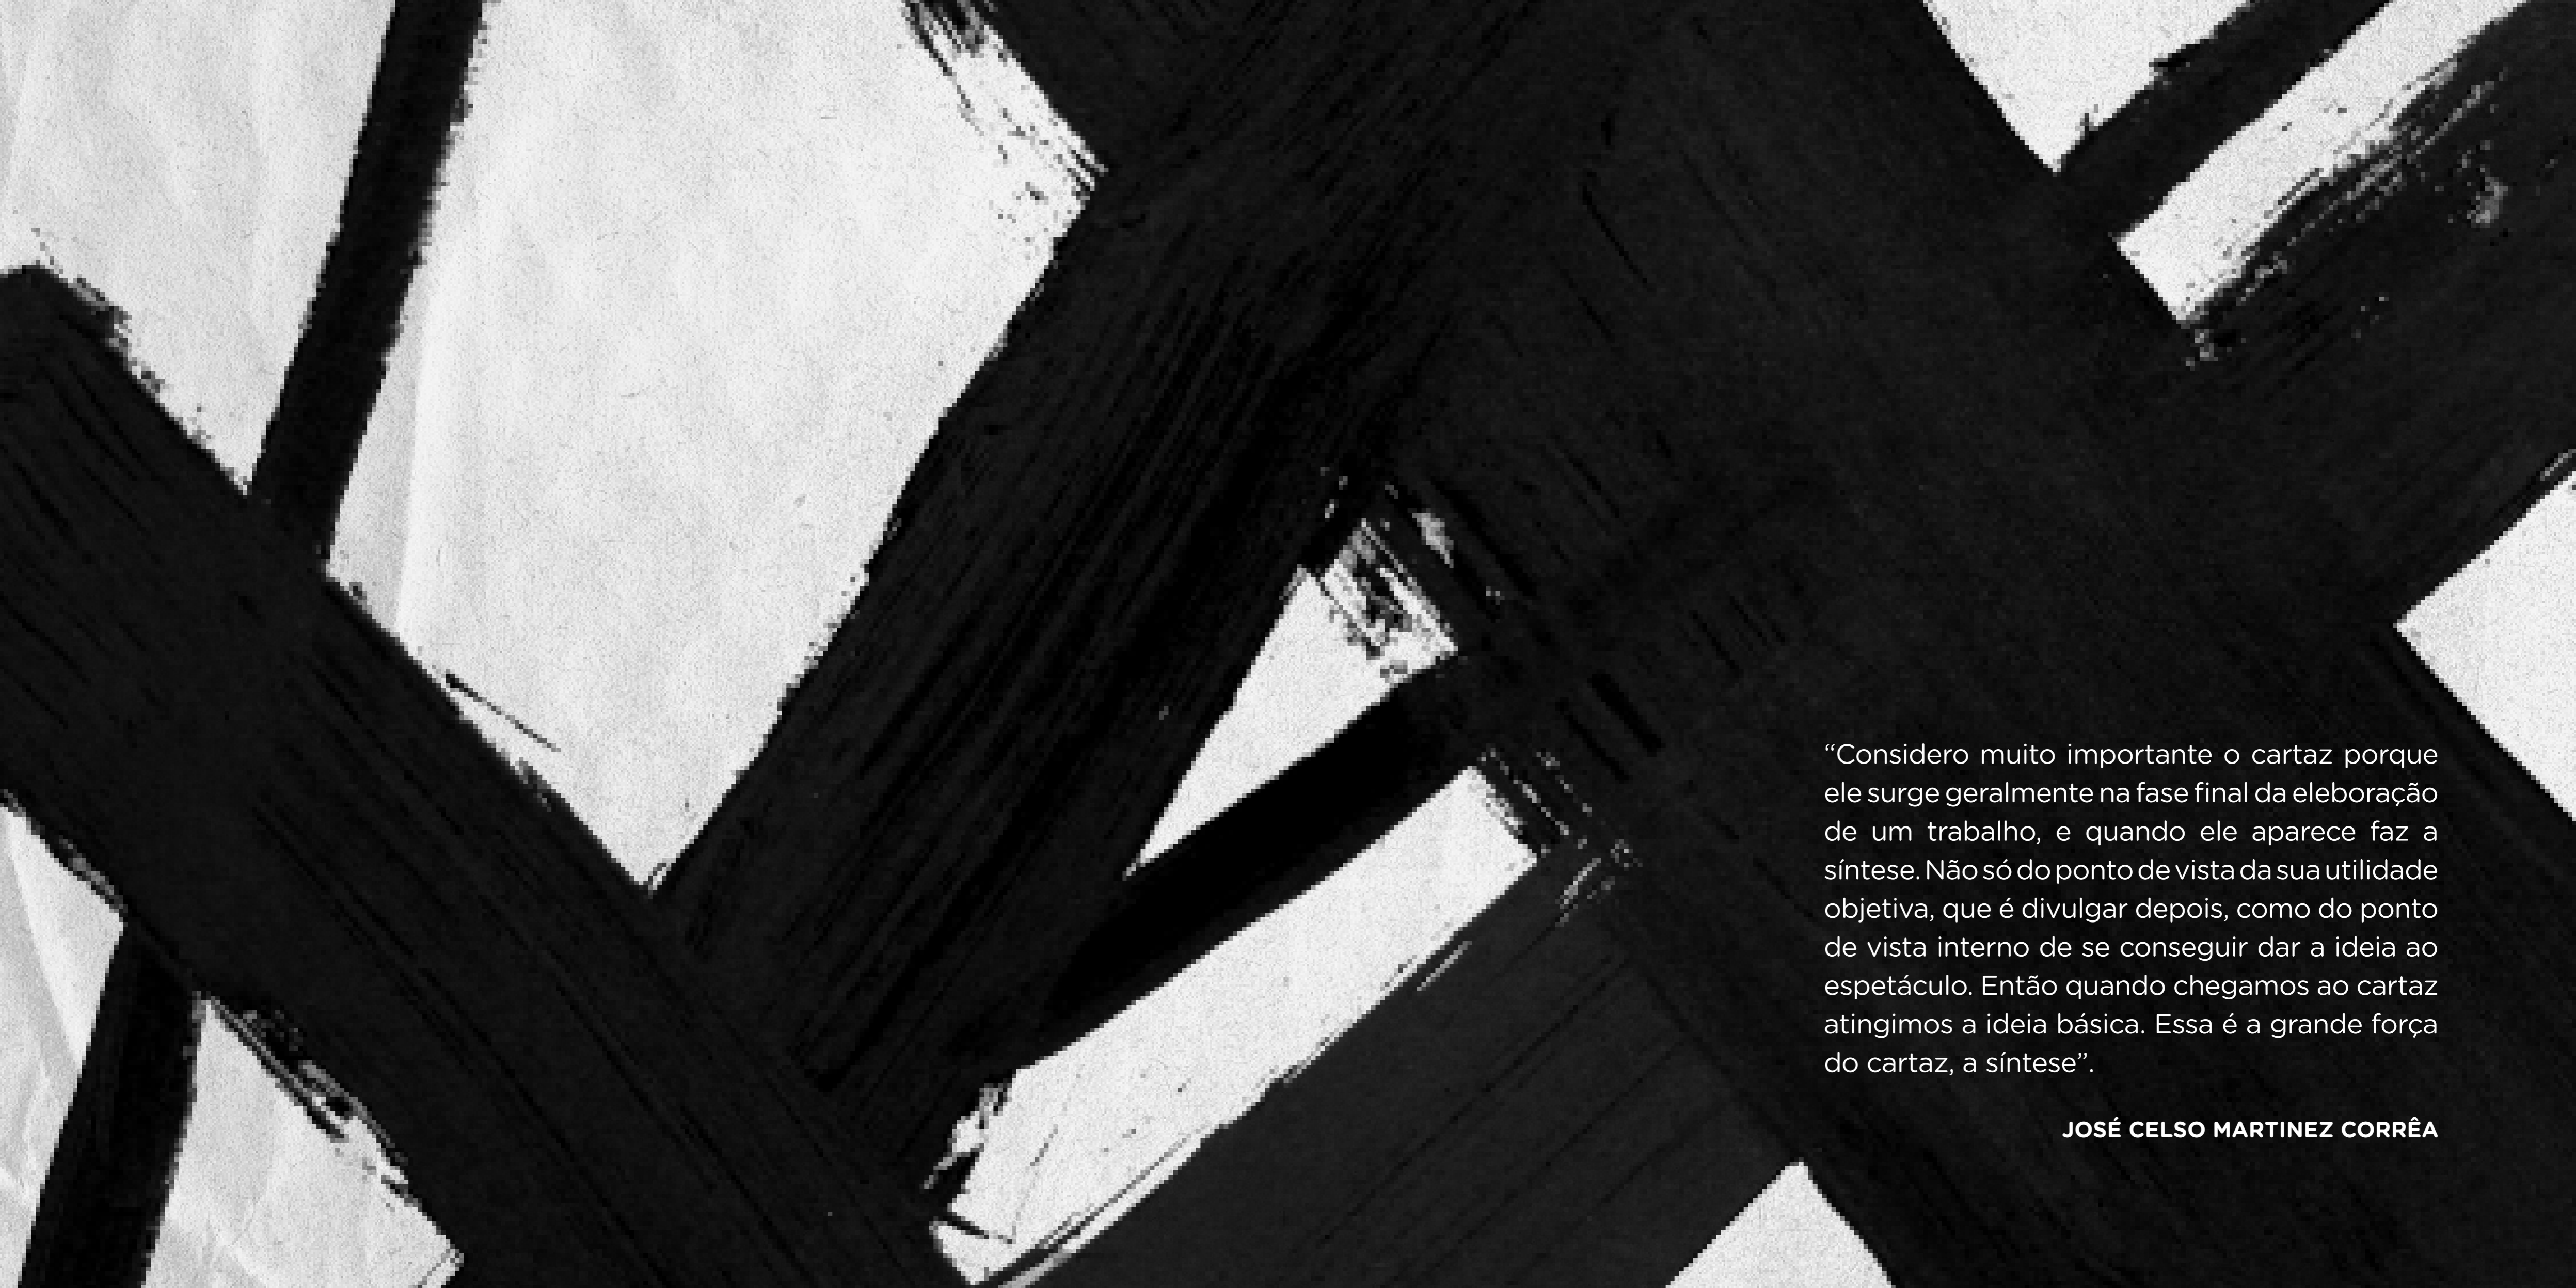 “Considero muito importante o cartaz porque
ele surge geralmente na fase final da eleboração
de um trabalho, e quando ele aparece faz a
síntese. Não só do ponto de vista da sua utilidade
objetiva, que é divulgar depois, como do ponto
de vista interno de se conseguir dar a ideia ao
espetáculo. Então quando chegamos ao cartaz
atingimos a ideia básica. Essa é a grande força
do cartaz, a síntese”.
JOSÉ CELSO MARTINEZ CORRÊA